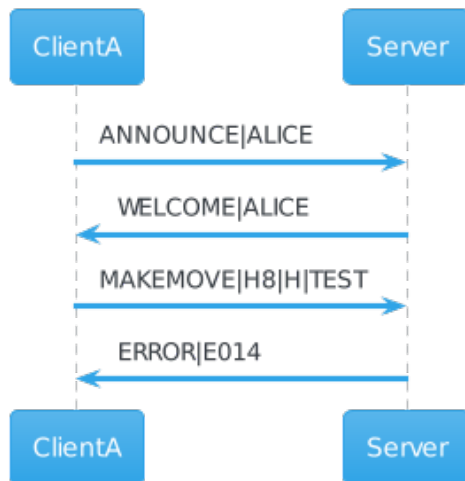 ClientA Server
ANNOUNCE|ALICE
WELCOME|ALICE
MAKEMOVE|H8|H|TEST
ERROR|E014
ClientA Server